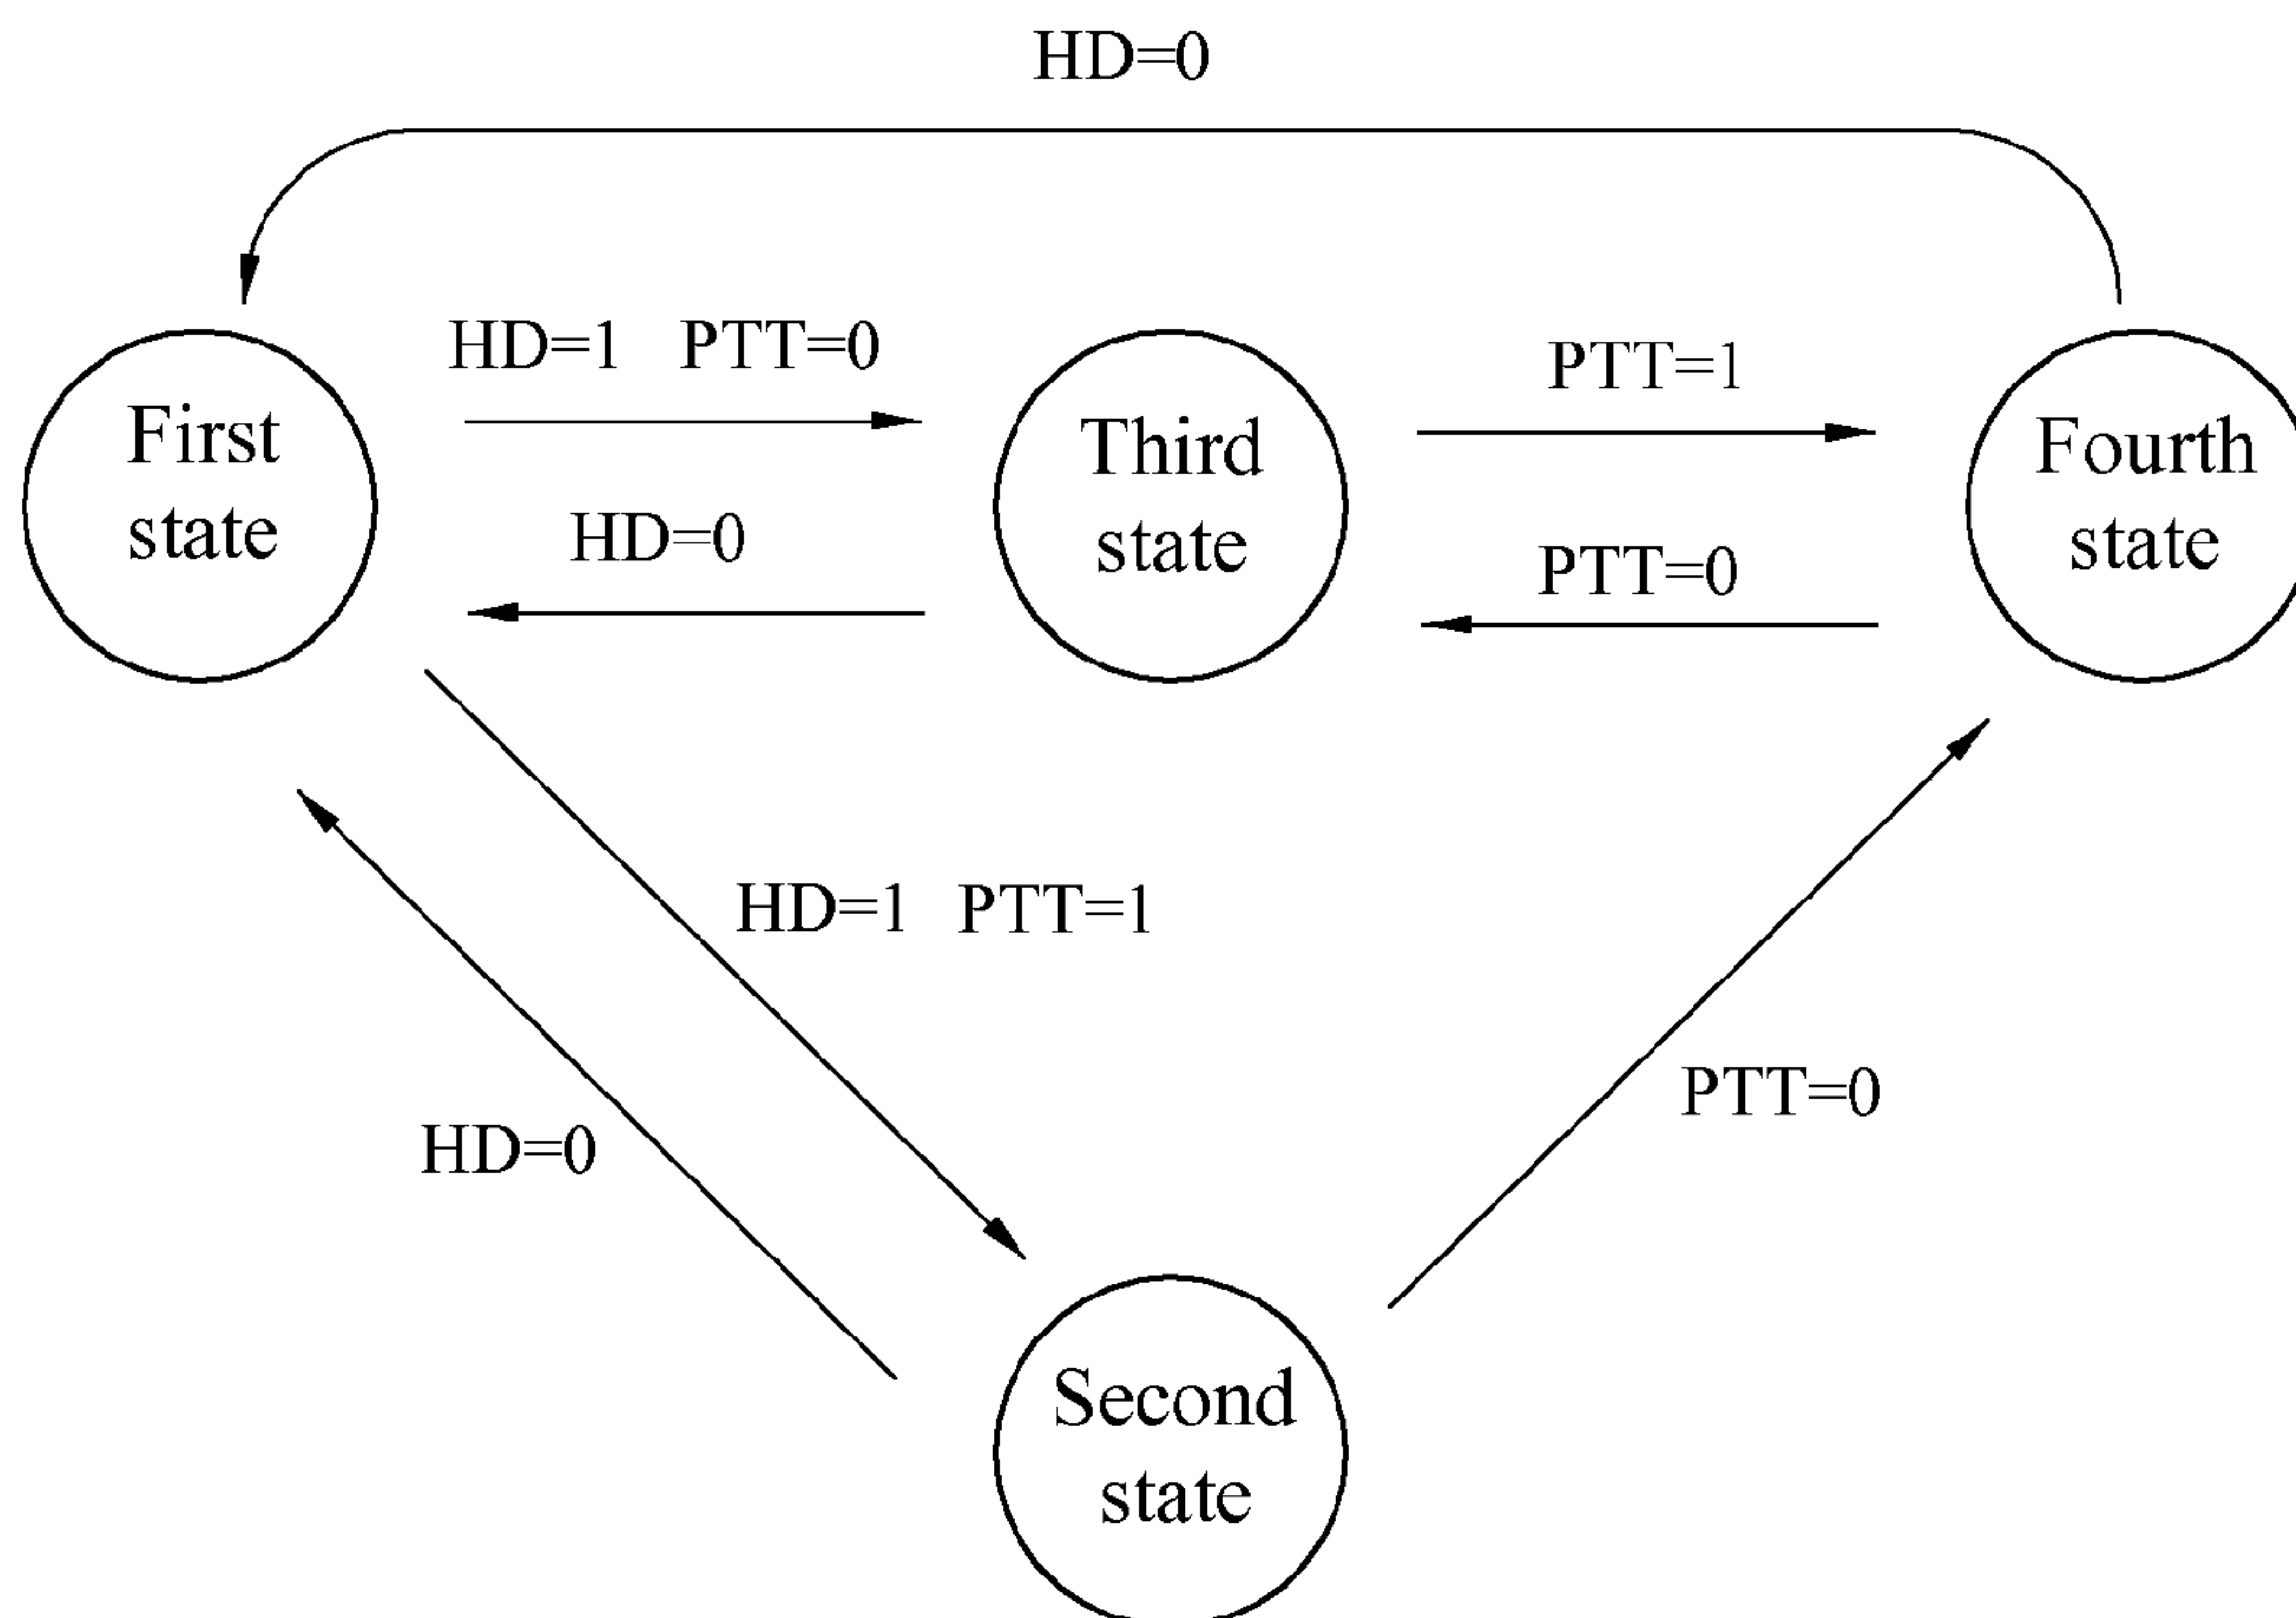 HD=0
HD=1 PTT=0
First
state
HD=0
Third
state
PTT=1
PTT=0
Fourth
state
HD=1 PTT=1
HD=0
PTT=0
Second
state